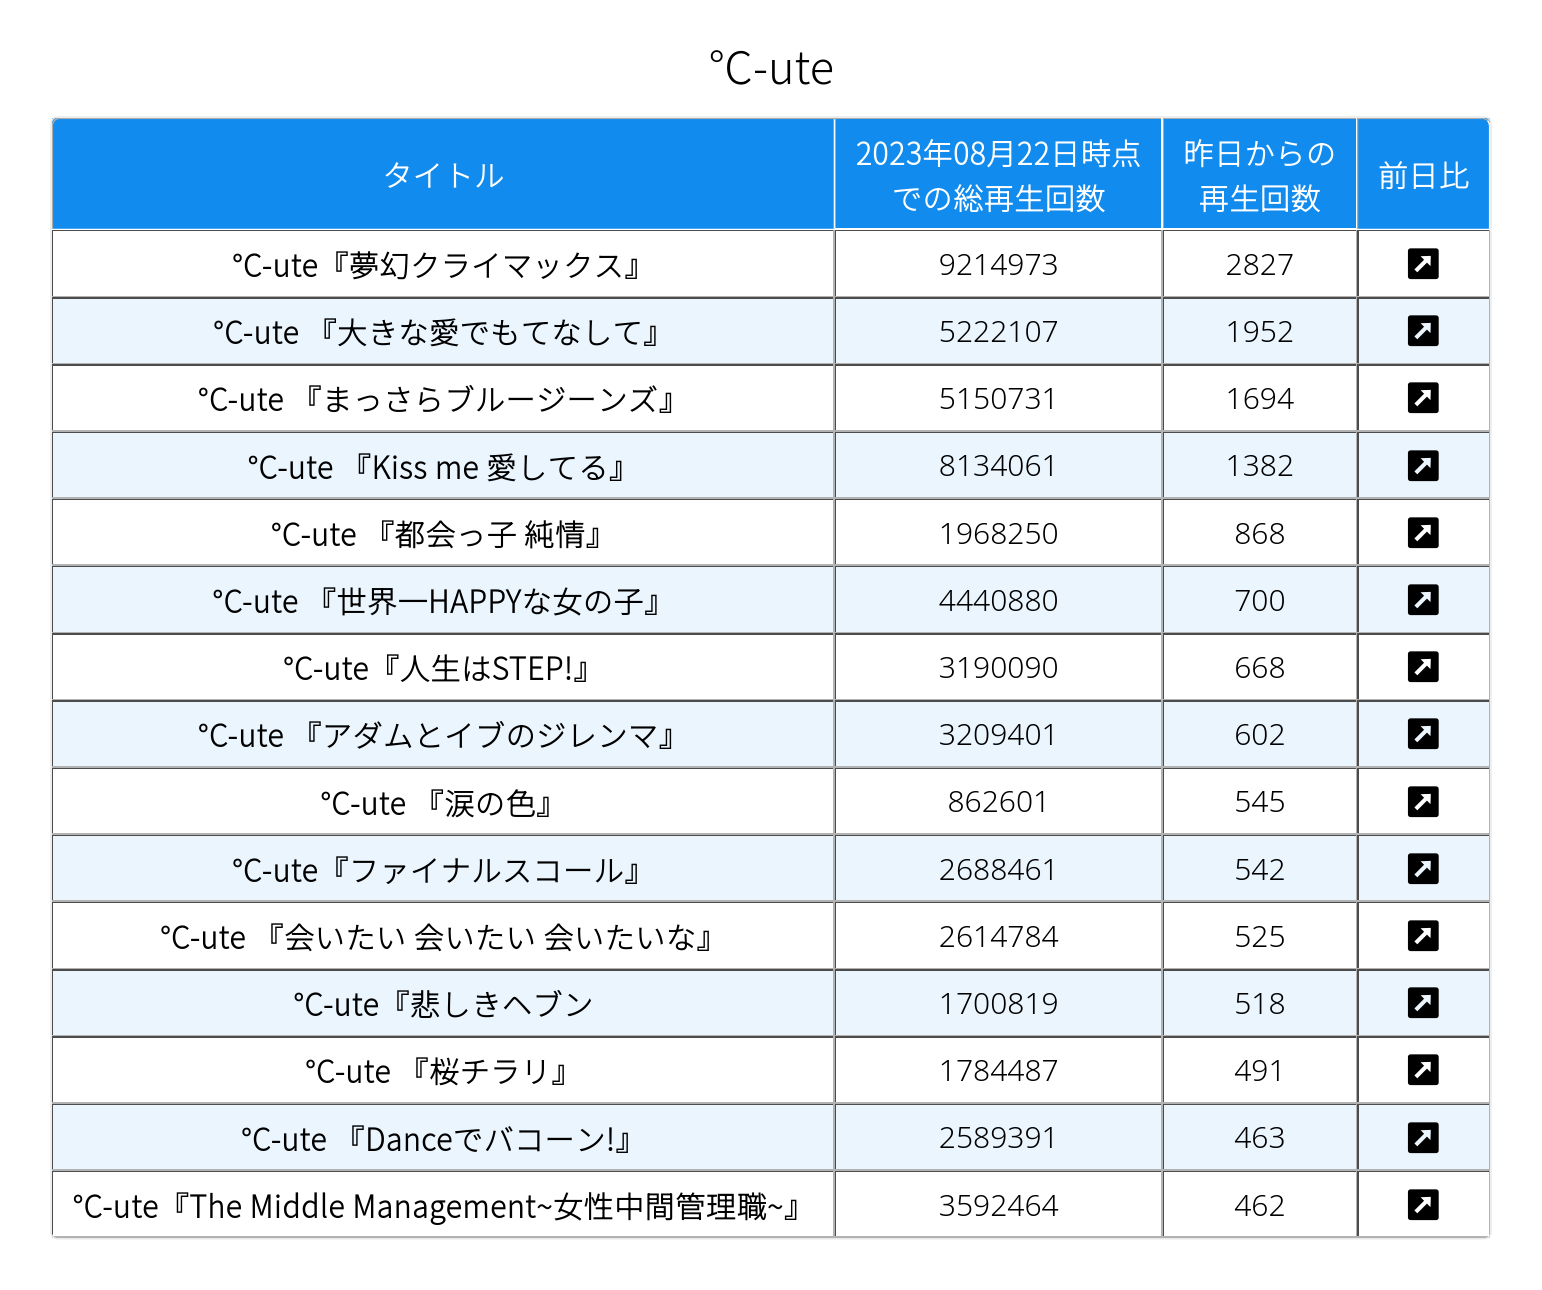 ℃-ute
タイトル
2023年08月22日時点
での総再生回数
昨日からの
再生回数
前日比
℃-ute『夢幻クライマックス』 9214973 2827
℃-ute 『大きな愛でもてなして』 5222107 1952
℃-ute 『まっさらブルージーンズ』 5150731 1694
℃-ute 『Kiss me 愛してる』 8134061 1382
℃-ute 『都会っ子 純情』 1968250 868
℃-ute 『世界一HAPPYな女の子』 4440880 700
℃-ute『人生はSTEP!』 3190090 668
℃-ute 『アダムとイブのジレンマ』 3209401 602
℃-ute 『涙の色』 862601 545
℃-ute『ファイナルスコール』 2688461 542
℃-ute 『会いたい 会いたい 会いたいな』 2614784 525
℃-ute『悲しきヘブン 1700819 518
℃-ute 『桜チラリ』 1784487 491
℃-ute 『Danceでバコーン!』 2589391 463
℃-ute『The Middle Management~女性中間管理職~』 3592464 462